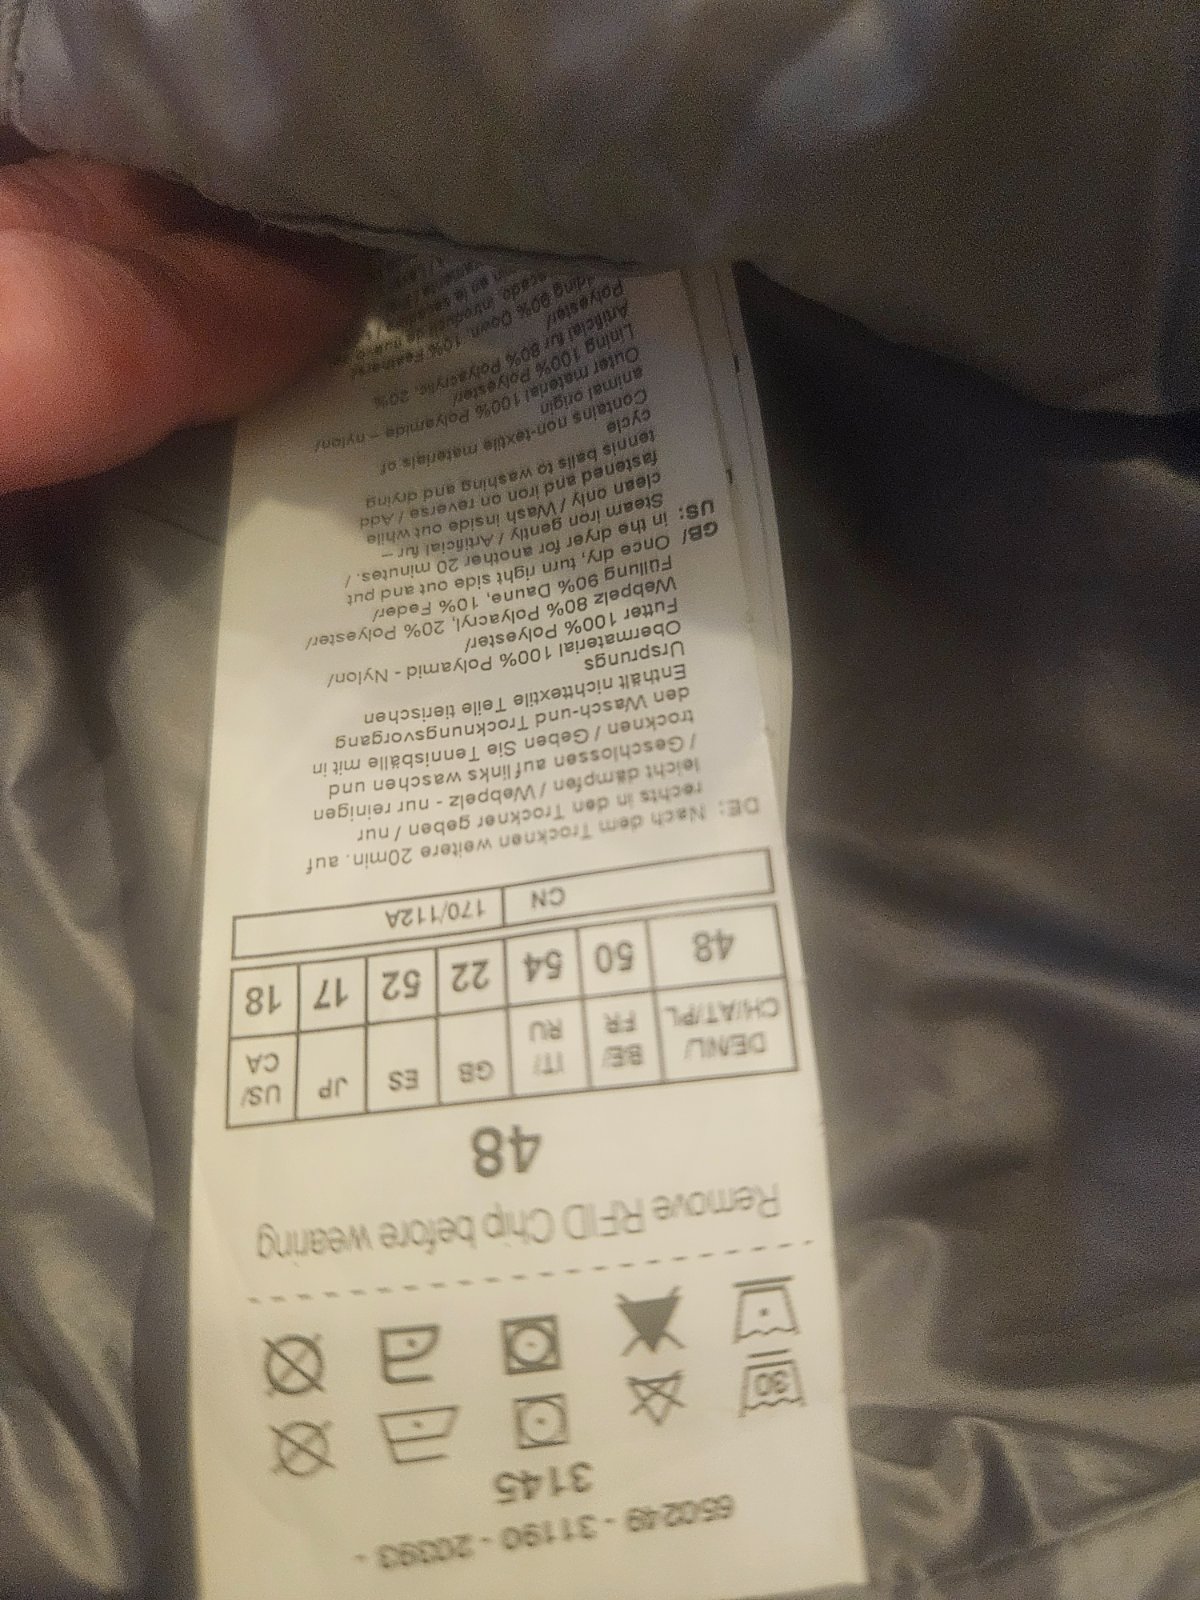 650249 - 31190 - 20393 -
3145
30
Remove RFID Chip before wearing
48
DE/NL/ CH/AT/PL BE/ FR IT/ RU GB ES JP US/ CA
48 50 54 22 52 17 18
CN 170/112A
DE: Nach dem Trocknen weitere 20min. auf
rechts in den Trockner geben / nur
leicht dämpfen / Webpelz - nur reinigen
/ Geschlossen auf links waschen und
trocknen / Geben Sie Tennisbälle mit in
den Wasch-und Trocknungsvorgang
Enthält nichttextile Teile tierischen
Ursprungs
Obermaterial 100% Polyamid - Nylon/
Futter 100% Polyester/
Webpelz 80% Polyacryl, 20% Polyester/
Füllung 90% Daune, 10% Feder/
GB/ Once dry, turn right side out and put
US: in the dryer for another 20 minutes. /
Steam iron gently / Artificial fur –
clean only / Wash inside out while
fastened and iron on reverse / Add
tennis balls to washing and drying
cycle
Contains non-textile materials of
animal origin
Outer material 100% Polyamide – nylon/
Lining 100% Polyester/
Artificial fur 80% Polyacrylic, 20%
Polyester/
90% Down, 10% Feathers/